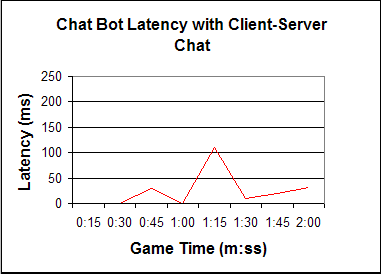 Chat Bot Latency with Client-Server
Chat
250
200
150
100
50
0
Latency (ms)
0:15 0:30 0:45 1:00 1:15 1:30 1:45 2:00
Game Time (m:ss)